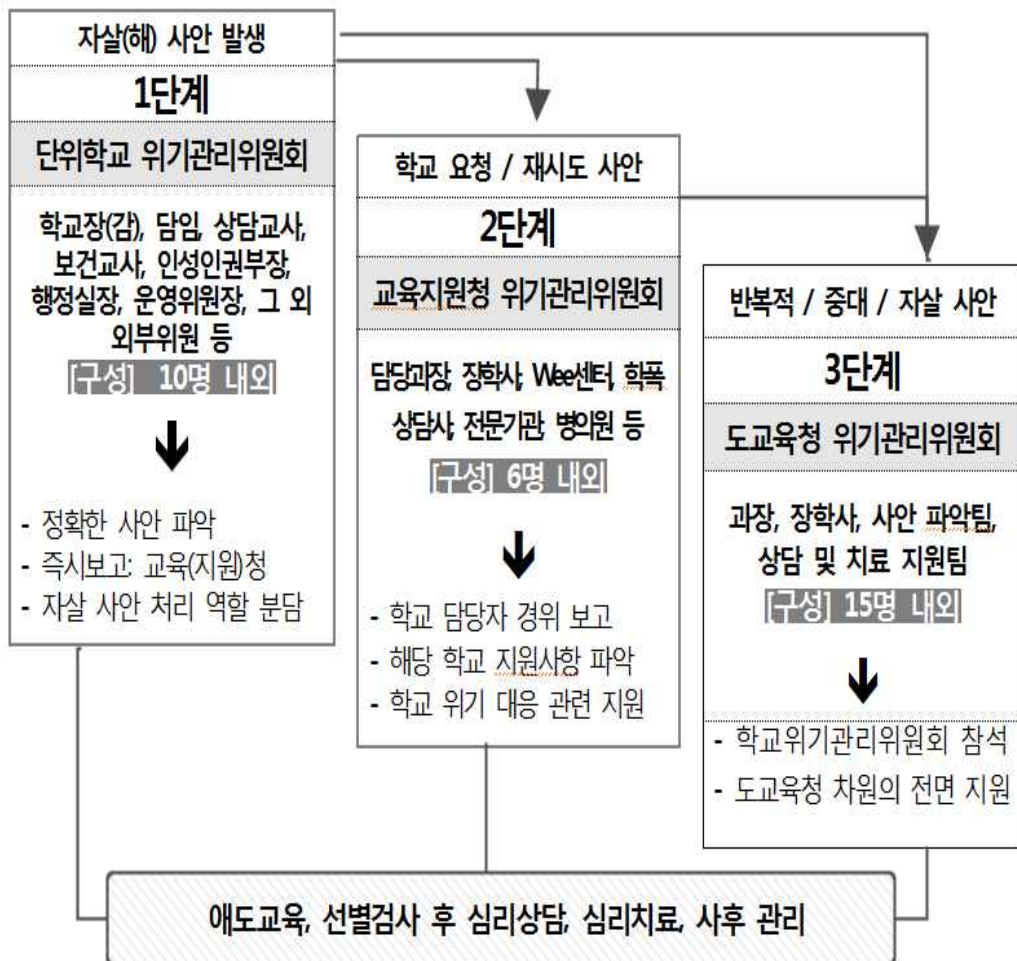 자살(해) 사안 발생
1단계
단위학교 위기관리위원회
학교장(감), 담임, 상담교사,
보건교사, 인성인권부장,
행정실장, 운영위원장, 그 외
외부위원 등
[구성] 10명 내외
- 정확한 사안 파악
- 즉시보고: 교육(지원)청
- 자살 사안 처리 역할 분담
학교 요청 / 재시도 사안
2단계
교육지원청 위기관리위원회
담당과장, 장학사, Wee센터, 학폭
상담사, 전문기관, 병의원 등
[구성] 6명 내외
- 학교 담당자 경위 보고
- 해당 학교 지원사항 파악
- 학교 위기 대응 관련 지원
반복적 / 중대 / 자살 사안
3단계
도교육청 위기관리위원회
과장, 장학사, 사안 파악팀,
상담 및 치료 지원팀
[구성] 15명 내외
- 학교위기관리위원회 참석
- 도교육청 차원의 전면 지원
애도교육, 선별검사 후 심리상담, 심리치료, 사후 관리